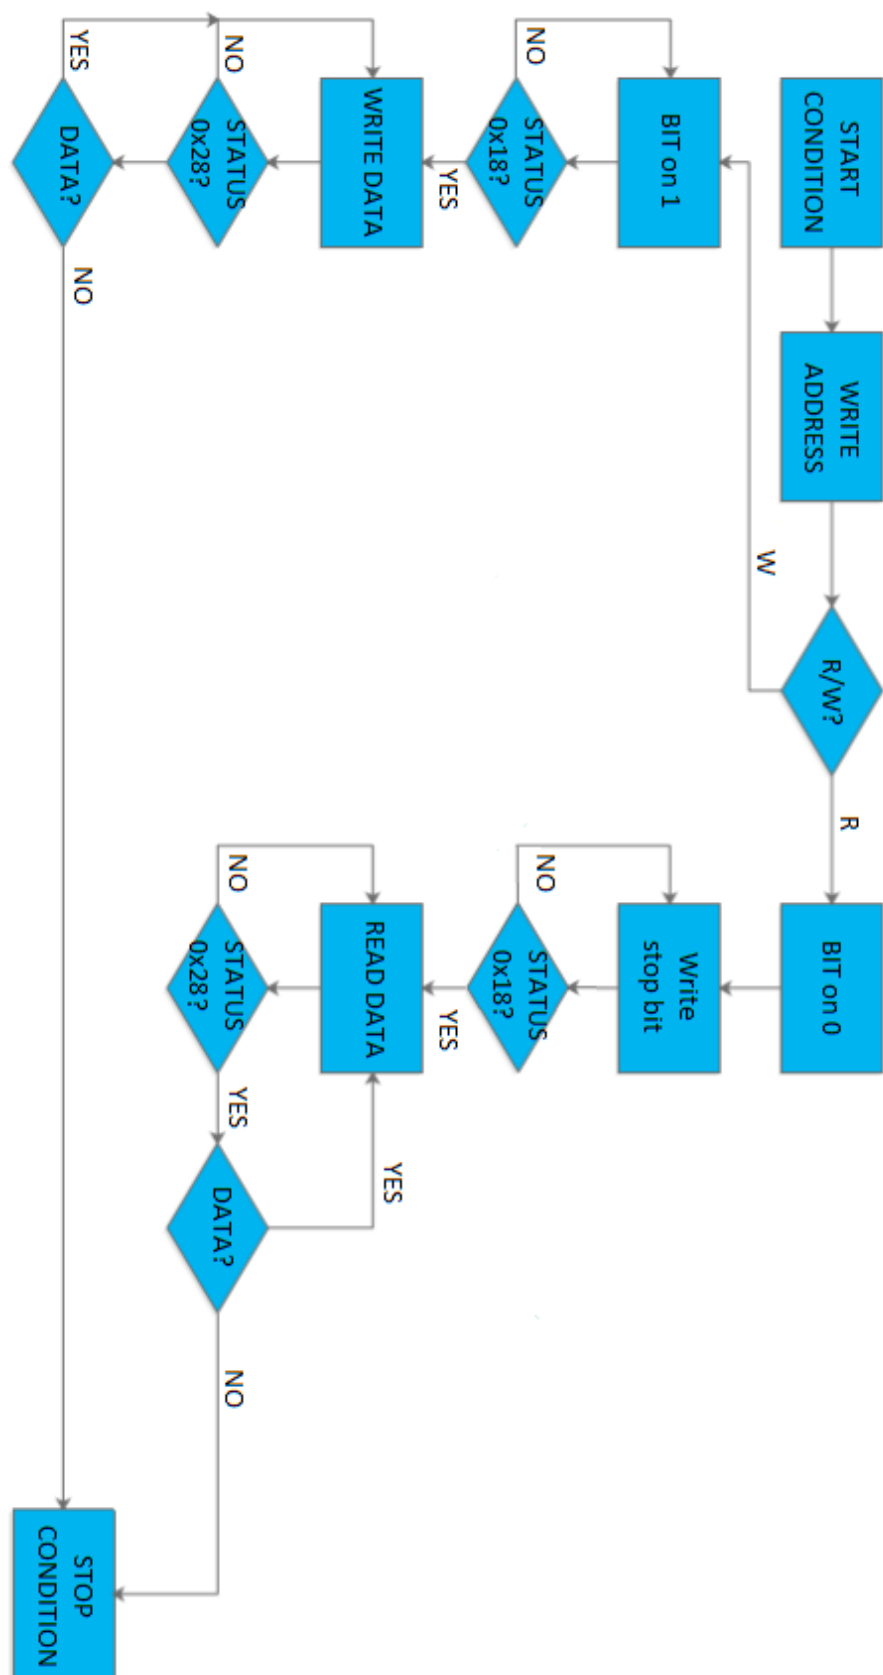 START
CONDITION
WRITE
ADDRESS
R/W?
R
BIT on 0
W
BIT on 1
Write
stop bit
NO
STATUS
0x18?
YES
NO
STATUS
0x18?
YES
WRITE DATA
READ DATA
NO
STATUS
0x28?
NO
STATUS
0x28?
YES
DATA?
YES
NO
YES
DATA?
NO
STOP
CONDITION